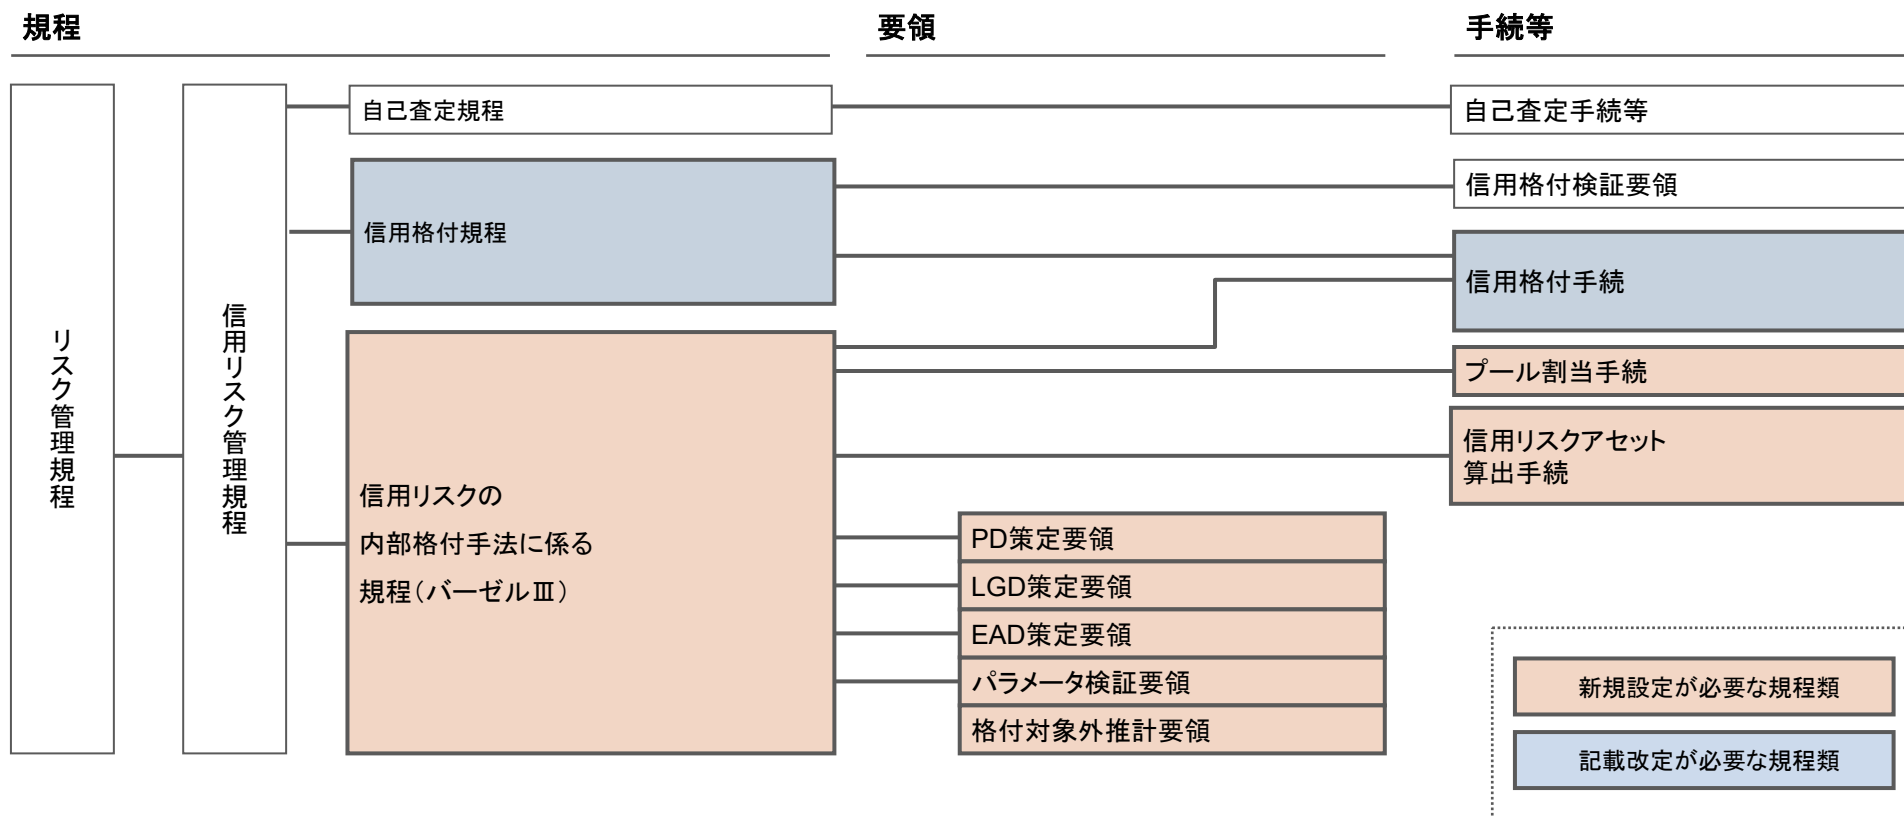 規程
要領
手続等
リスク管理規程
信用リスク管理規程
自己査定規程
自己査定手続等
信用格付検証要領
信用格付規程
信用格付手続
プール割当手続
信用リスクアセット
算出手続
信用リスクの
内部格付手法に係る
規程（バーゼルⅢ）
PD策定要領
LGD策定要領
EAD策定要領
パラメータ検証要領
格付対象外推計要領
新規設定が必要な規程類
記載改定が必要な規程類